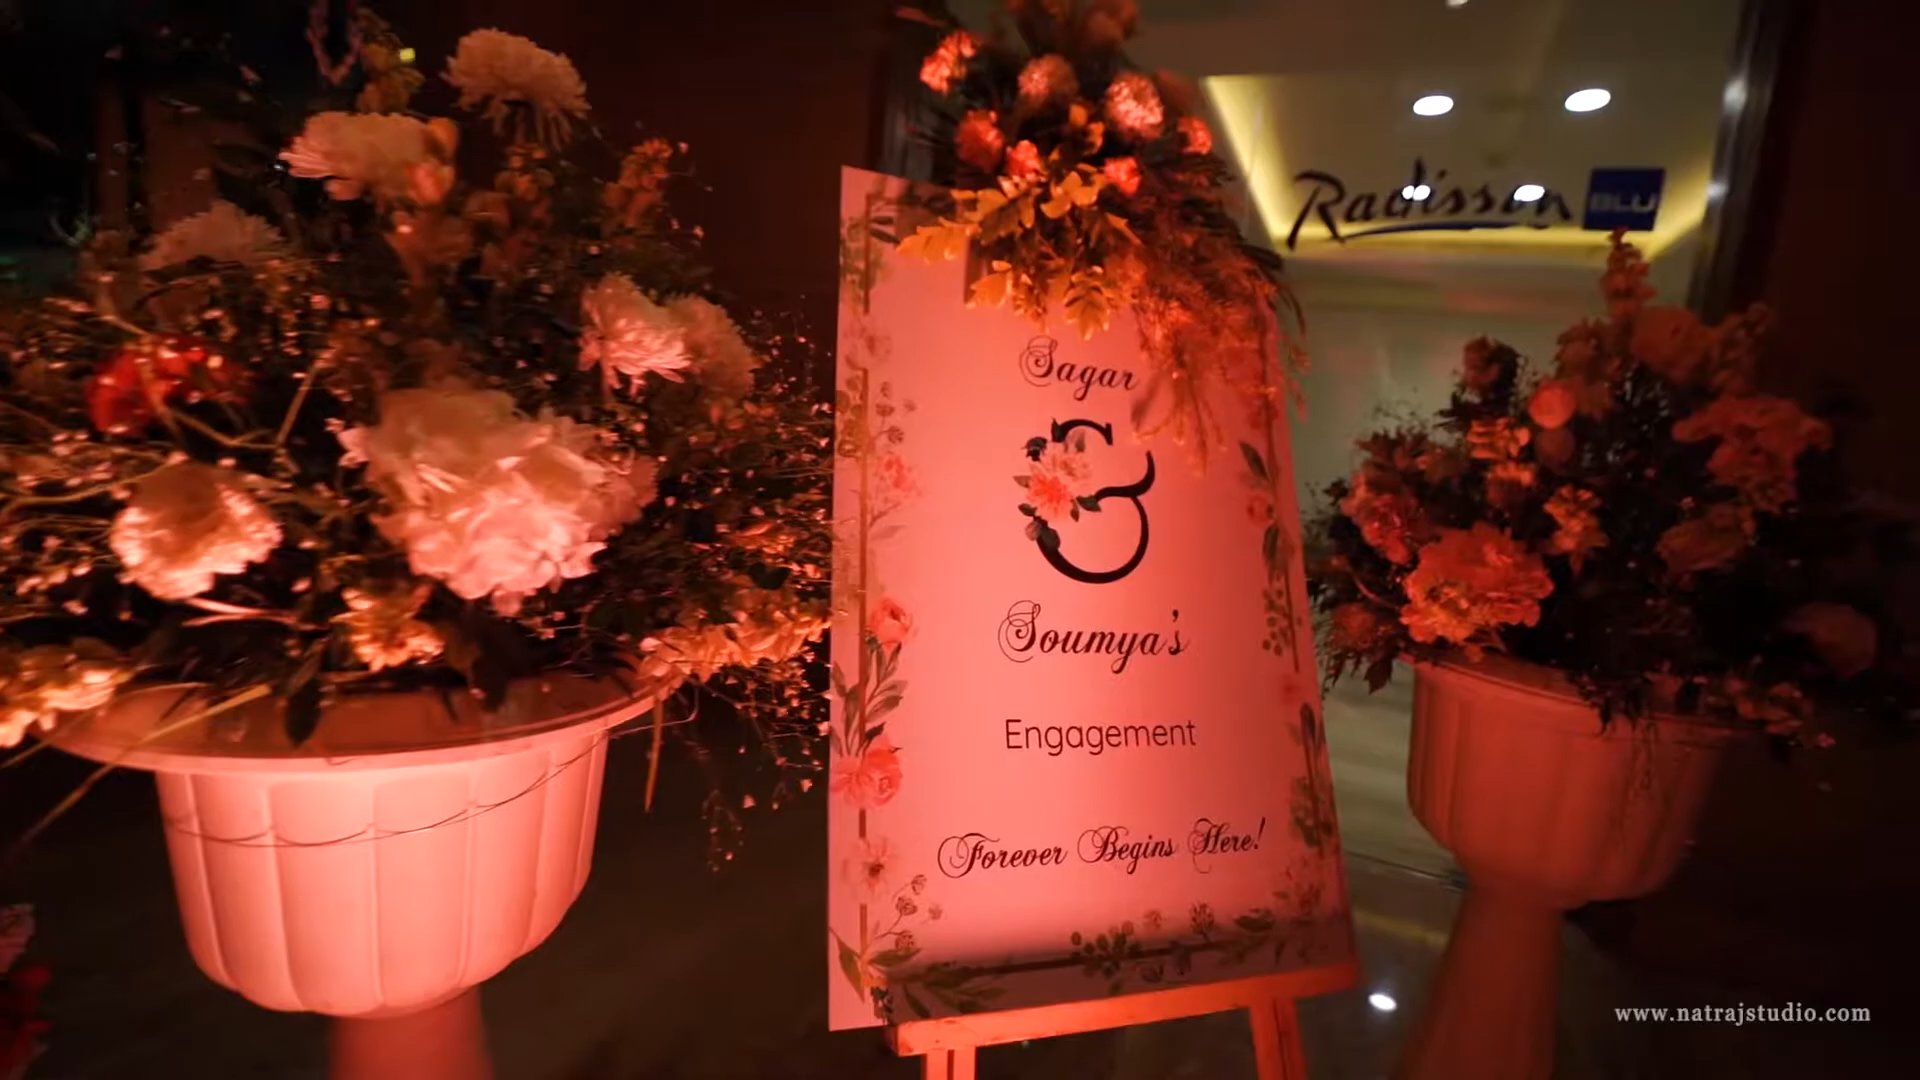 Radisson BLU
Sagar
&
Soumya's
Engagement
Forever Begins Here!
www.natrajstudio.com